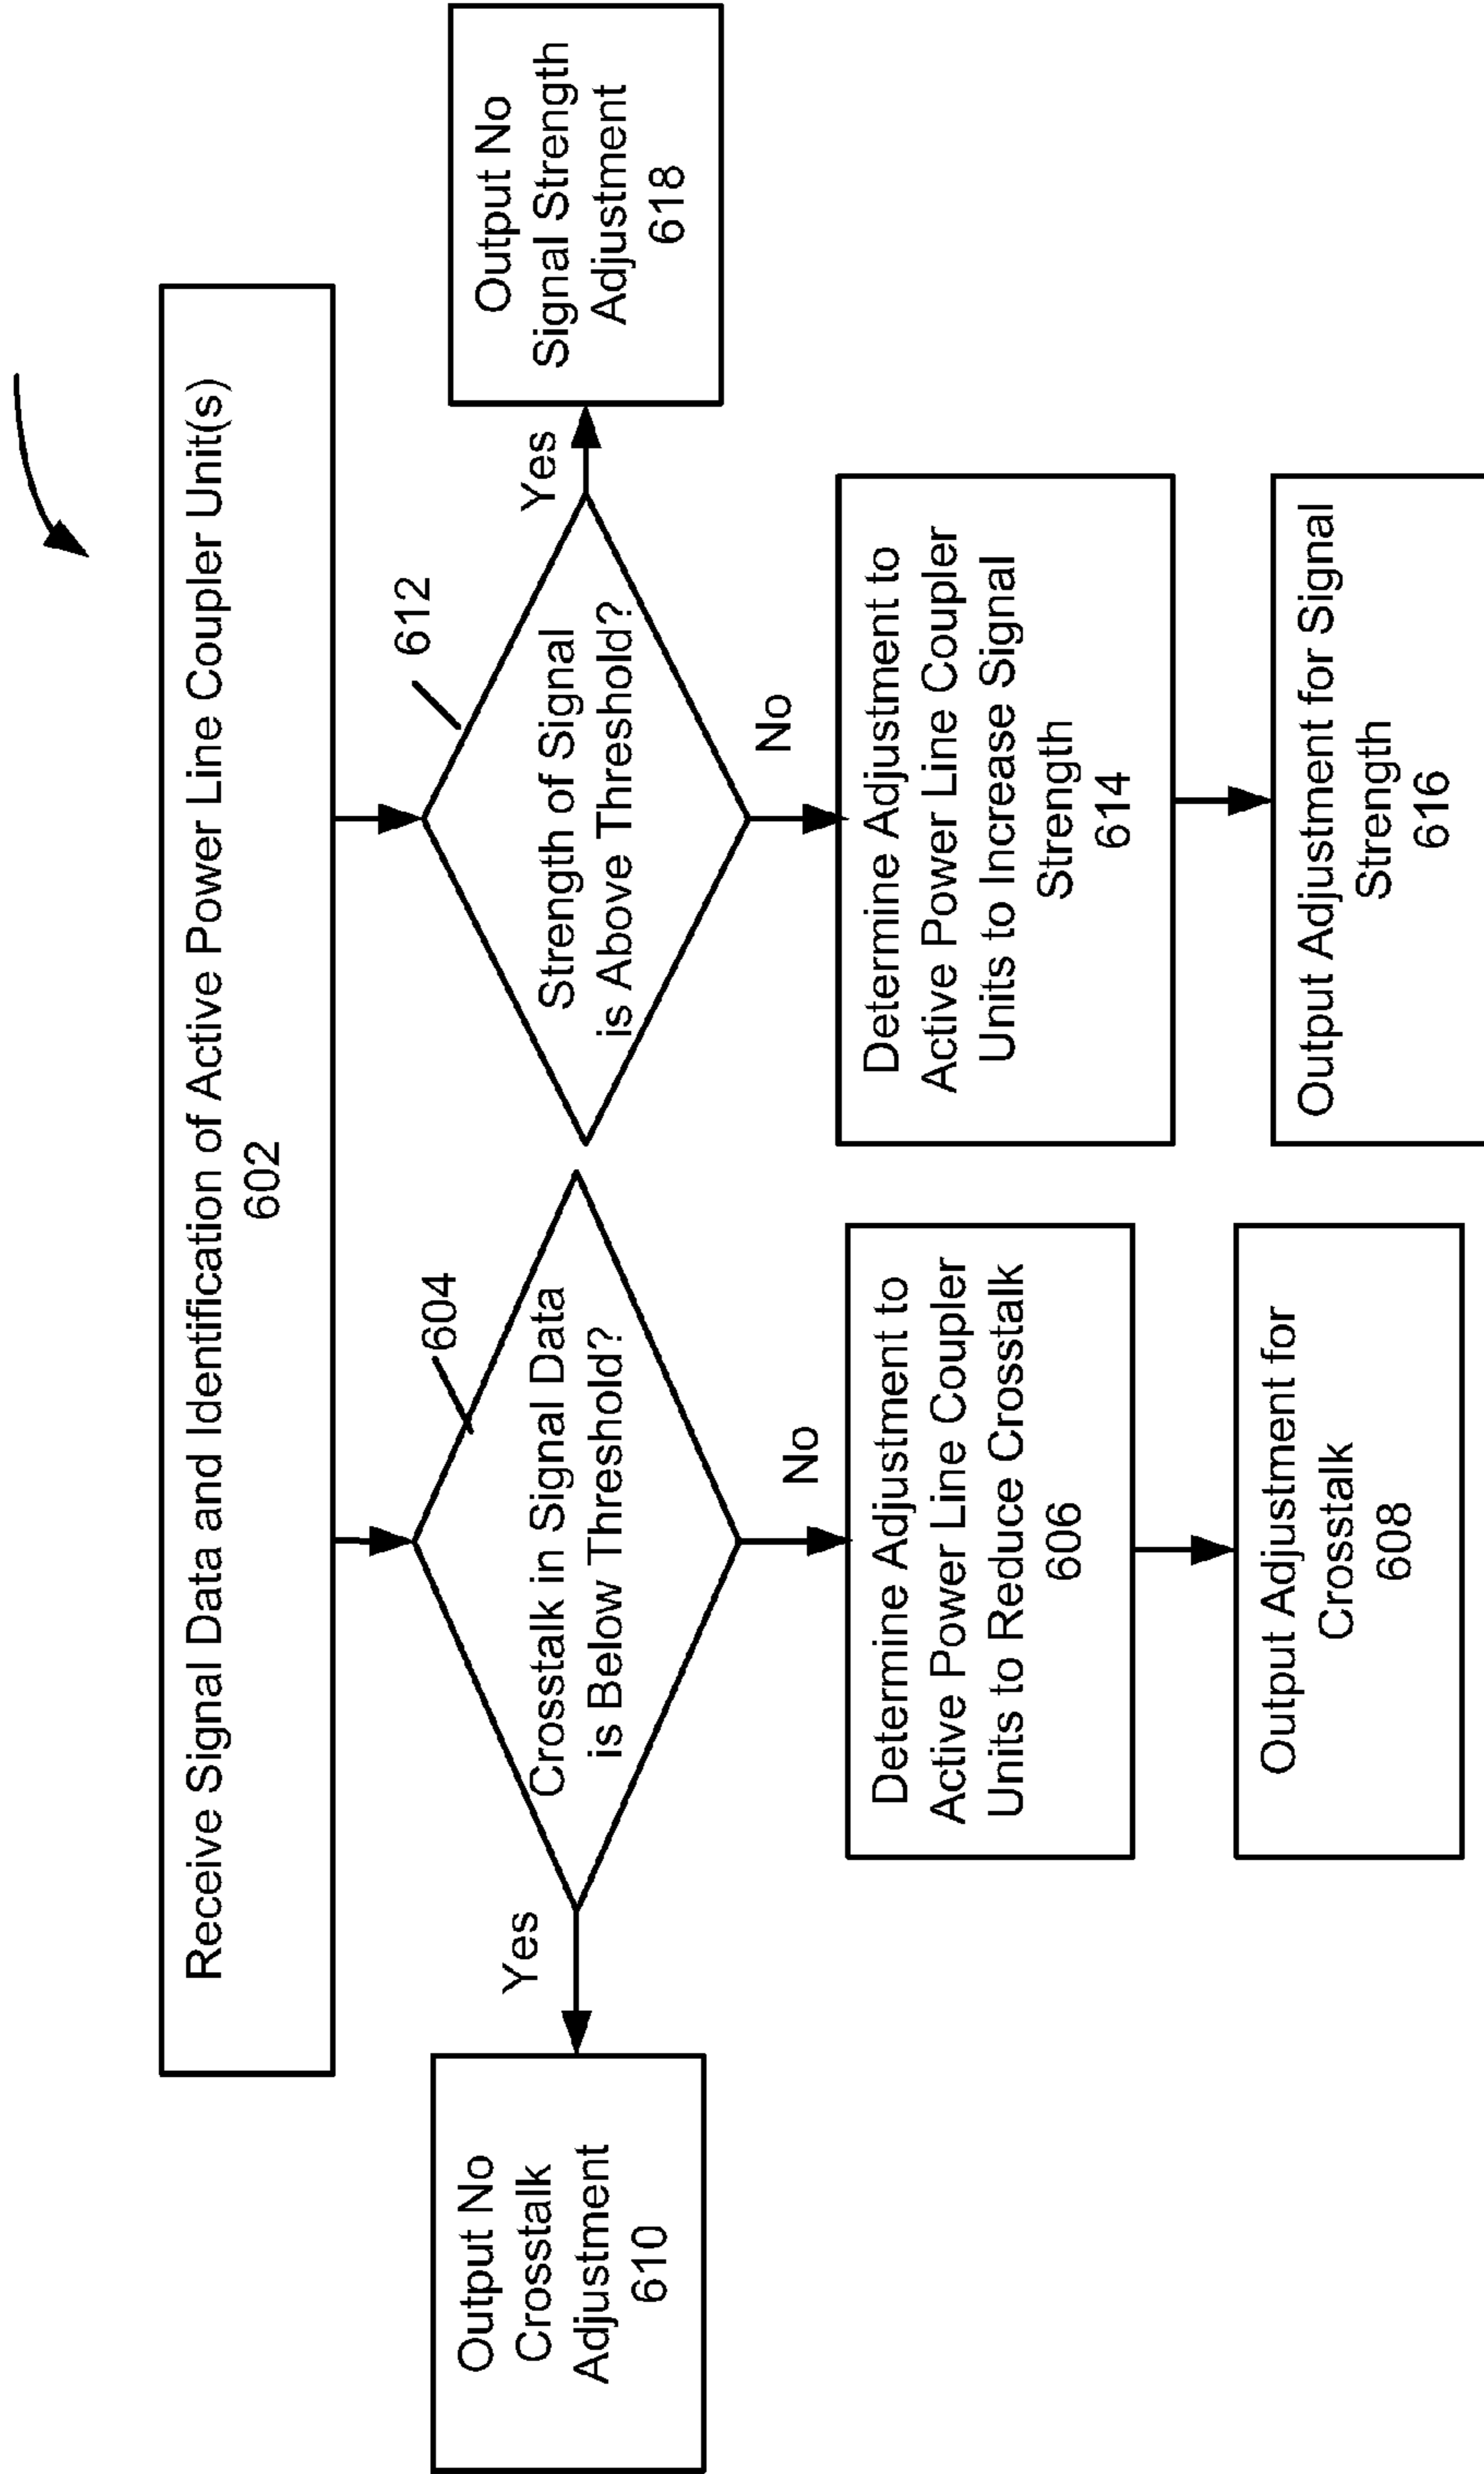 Receive Signal Data and Identification of Active Power Line Coupler Unit(s)
602
604
Crosstalk in Signal Data
is Below Threshold?
Yes
Output No
Crosstalk
Adjustment
610
No
Determine Adjustment to
Active Power Line Coupler
Units to Reduce Crosstalk
606
Output Adjustment for
Crosstalk
608
612
Strength of Signal
is Above Threshold?
Yes
Output No
Signal Strength
Adjustment
618
No
Determine Adjustment to
Active Power Line Coupler
Units to Increase Signal
Strength
614
Output Adjustment for Signal
Strength
616